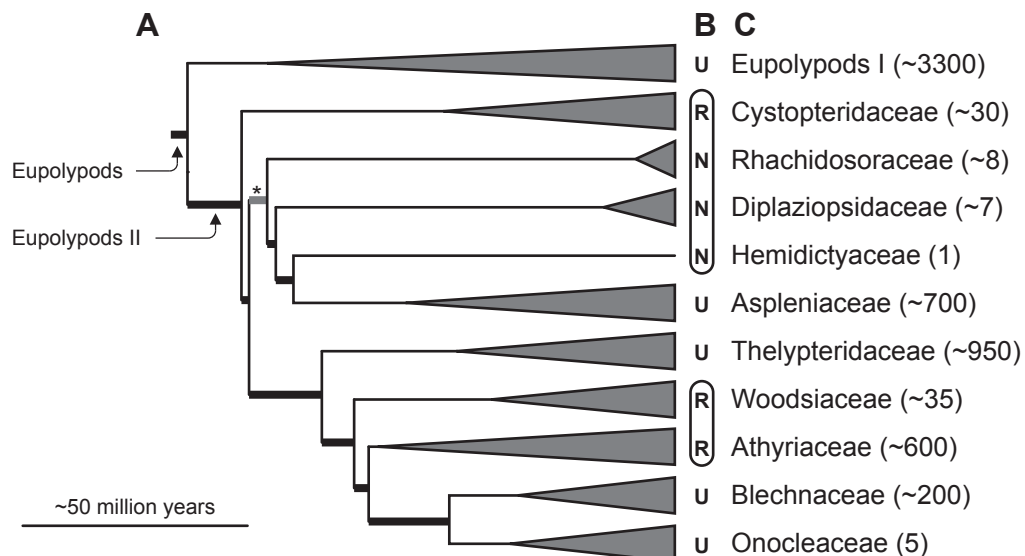 A B C
U Eupolypods I (~3300)
R Cystopteridaceae (~30)
Eupolypods
N Rhachidosoraceae (~8)
*
N Diplaziopsidaceae (~7)
Eupolypods II
N Hemidictyaceae (1)
U Aspleniaceae (~700)
U Thelypteridaceae (~950)
R Woodsiaceae (~35)
R Athyriaceae (~600)
~50 million years
U Blechnaceae (~200)
U Onocleaceae (5)